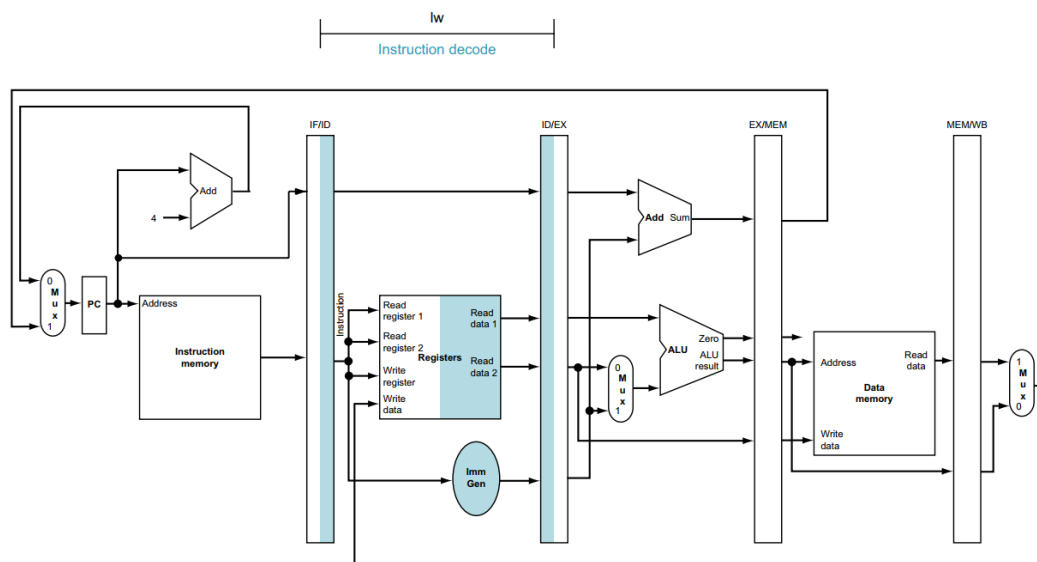 lw
Instruction decode
IF/ID
ID/EX
EX/MEM
MEM/WB
Add
4
Add Sum
0
M
u
x
1
PC
Address
Instruction
memory
Instruction
Read
register 1
Read
register 2
Registers
Write
register
Write
data
Read
data 1
Read
data 2
Imm
Gen
0
M
u
x
1
Zero
ALU
ALU
result
Address
Read
data
Data
memory
Write
data
1
M
u
x
0